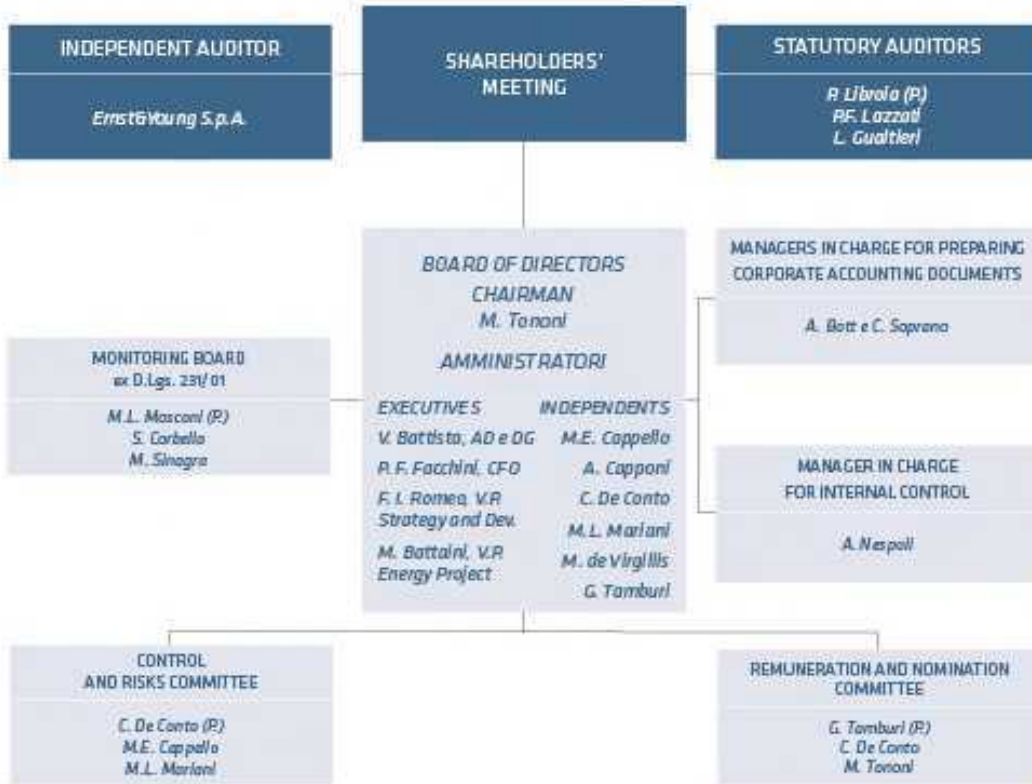 INDEPENDENT AUDITOR
Ernst&Young S.p.A.
SHAREHOLDERS'
MEETING
STATUTORY AUDITORS
P. Libroia (P.)
P.F. Lazzati
L. Gualtieri
BOARD OF DIRECTORS
CHAIRMAN
M. Tononi
AMMINISTRATORI
EXECUTIVES
V. Battista, AD e DG
P.F. Facchini, CFO
F. I. Romeo, V.P.
Strategy and Dev.
M. Battaini, V.P.
Energy Project
INDEPENDENTS
M.E. Cappello
A. Capponi
C. De Conto
M.L. Mariani
M. de Virgiliis
G. Tamburi
MONITORING BOARD
ex D.Lgs. 231/01
M.L. Mosconi (P.)
S. Corbella
M. Sinagra
MANAGERS IN CHARGE FOR PREPARING
CORPORATE ACCOUNTING DOCUMENTS
A. Bott e C. Soprano
MANAGER IN CHARGE
FOR INTERNAL CONTROL
A. Nespoli
CONTROL
AND RISKS COMMITTEE
C. De Conto (P.)
M.E. Cappello
M.L. Mariani
REMUNERATION AND NOMINATION
COMMITTEE
G. Tamburi (P.)
C. De Conto
M. Tononi